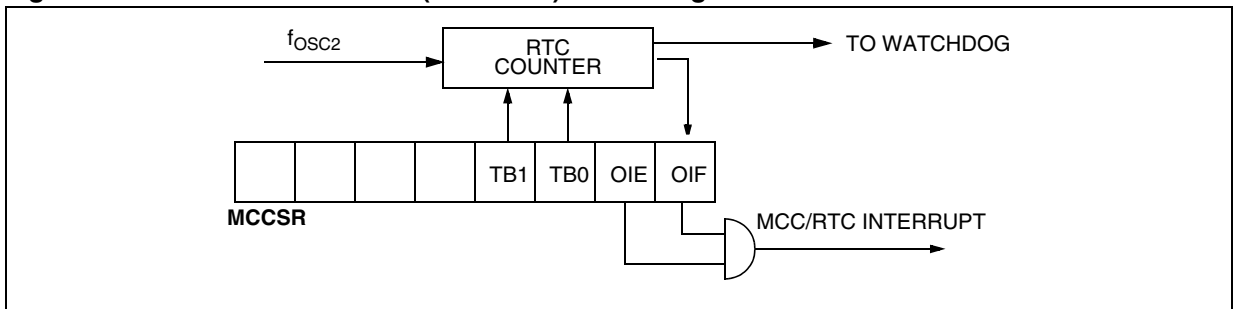 fOSC2
RTC
COUNTER
TO WATCHDOG
TB1 TB0 OIE OIF
MCCSR
MCC/RTC INTERRUPT